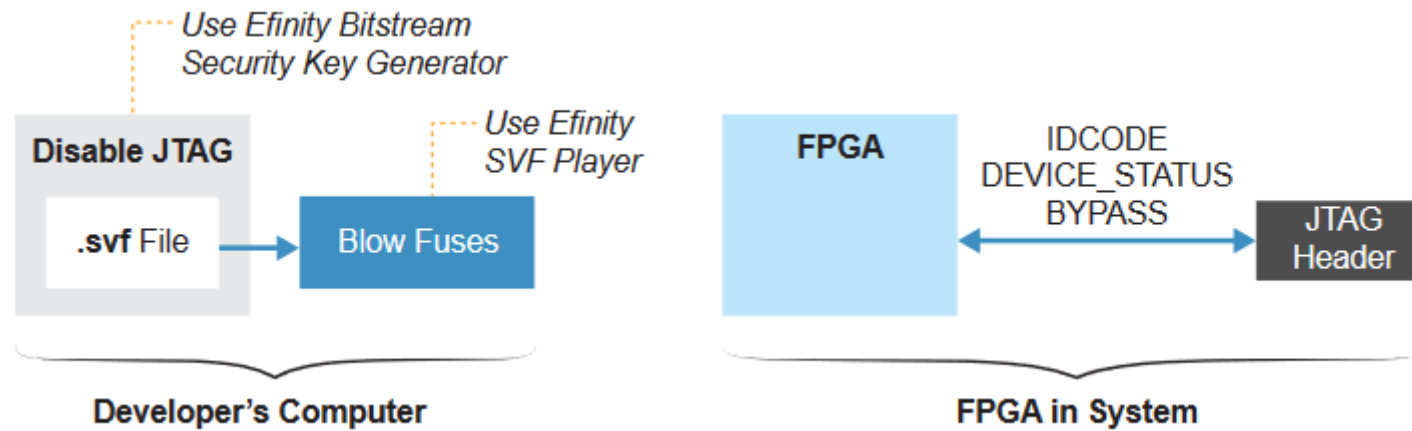 Use Efinity Bitstream
Security Key Generator
Disable JTAG
.svf File
Use Efinity
SVF Player
Blow Fuses
Developer's Computer
FPGA
IDCODE
DEVICE_STATUS
BYPASS
JTAG
Header
FPGA in System